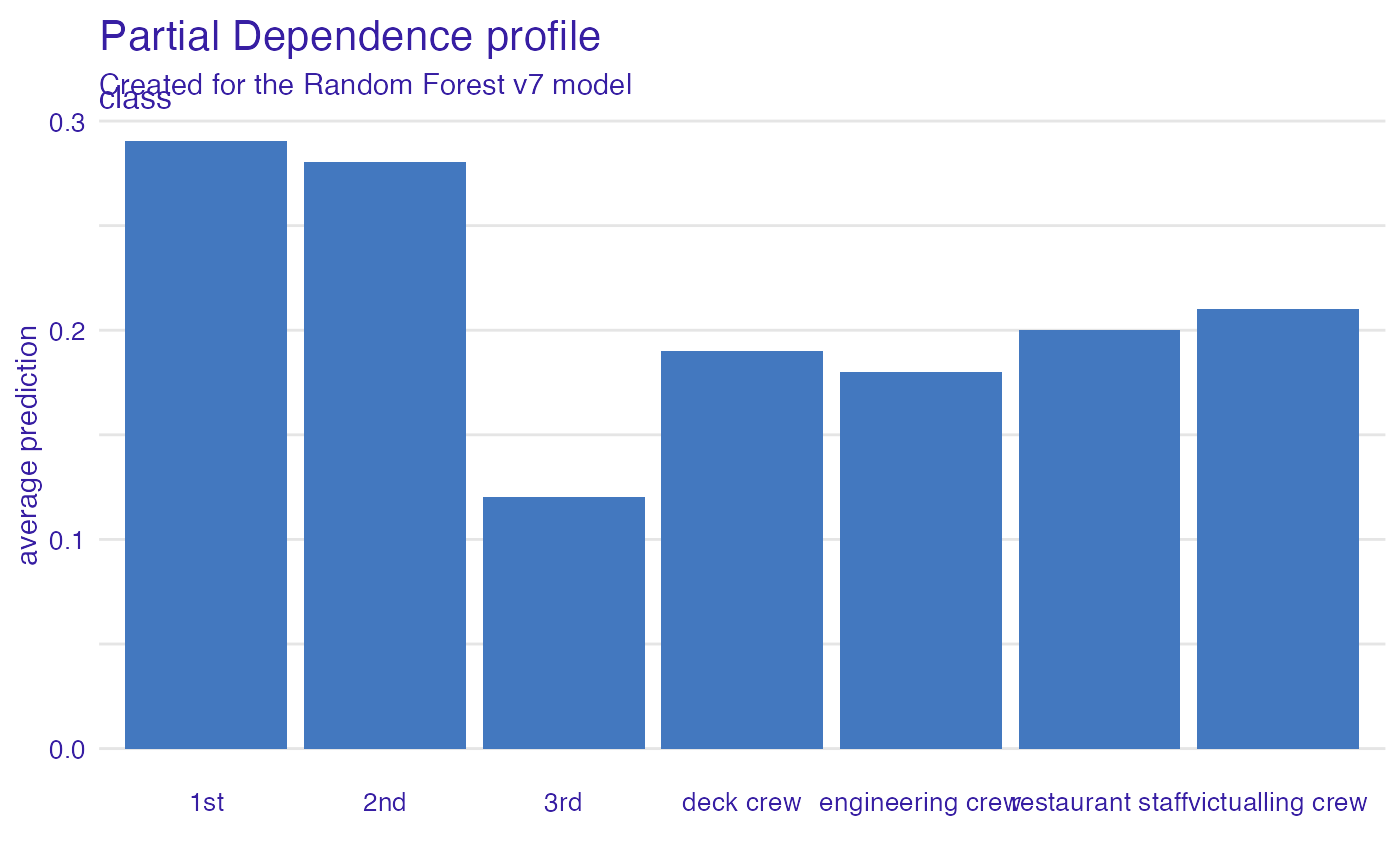 Partial Dependence profile
Created for the Random Forest v7 model
class
0.3
0.2
0.1
0.0
average prediction
1st 2nd 3rd deck crew engineering crew restaurant staff victualling crew